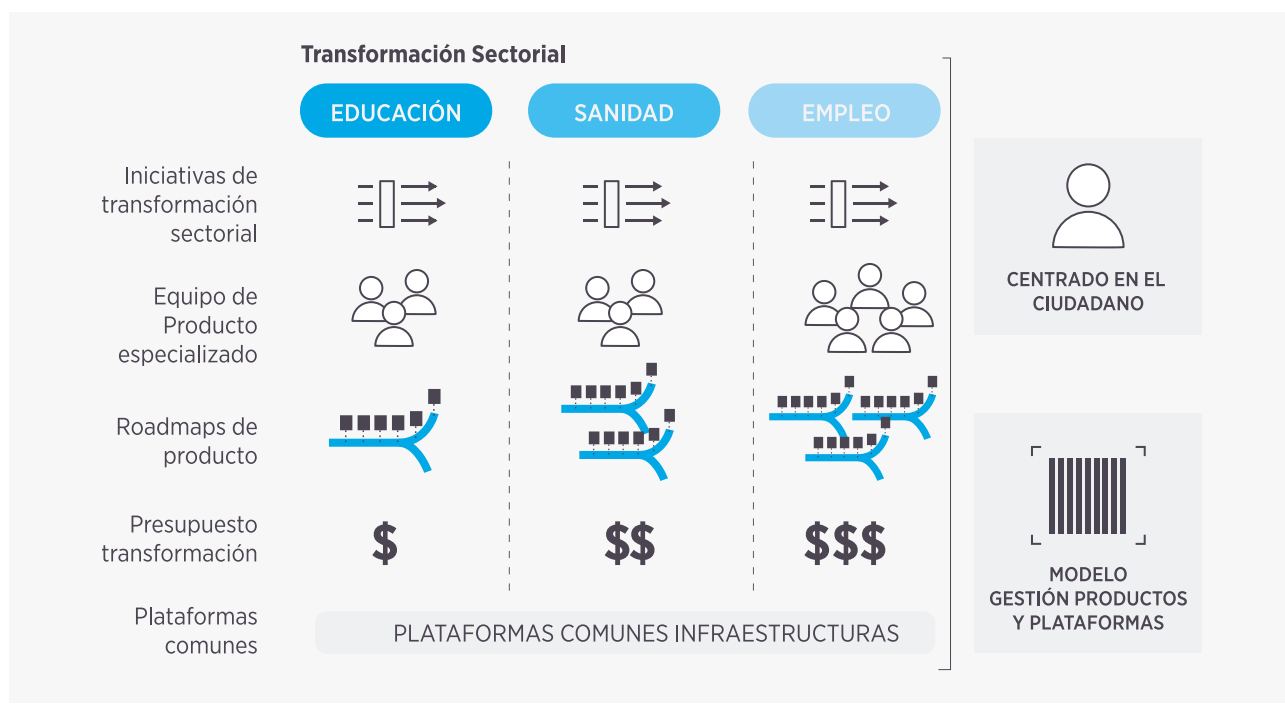 Transformación Sectorial
EDUCACIÓN
SANIDAD
EMPLEO
Iniciativas de
transformación
sectorial
Equipo de
Producto
especializado
Roadmaps de
producto
Presupuesto
transformación
$
$$
$$$
Plataformas
comunes
PLATAFORMAS COMUNES INFRAESTRUCTURAS
CENTRADO EN EL
CIUDADANO
MODELO
GESTIÓN PRODUCTOS
Y PLATAFORMAS